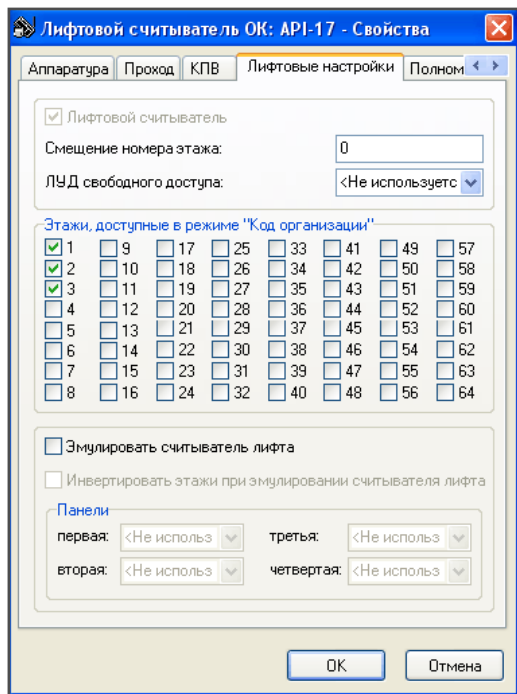 Лифтовой считыватель ОК: API-17 - Свойства
Аппаратура Проход КПВ Лифтовые настройки Полном
Лифтовой считыватель
Смещение номера этажа: 0
ЛУД свободного доступа: <Не используетс
Этажи, доступные в режиме "Код организации"
1 9 17 25 33 41 49 57
2 10 18 26 34 42 50 58
3 11 19 27 35 43 51 59
4 12 20 28 36 44 52 60
5 13 21 29 37 45 53 61
6 14 22 30 38 46 54 62
7 15 23 31 39 47 55 63
8 16 24 32 40 48 56 64
Эмулировать считыватель лифта
Инвертировать этажи при эмулировании считывателя лифта
Панели
первая: <Не использ третья: <Не использ
вторая: <Не использ четвертая: <Не использ
OK Отмена